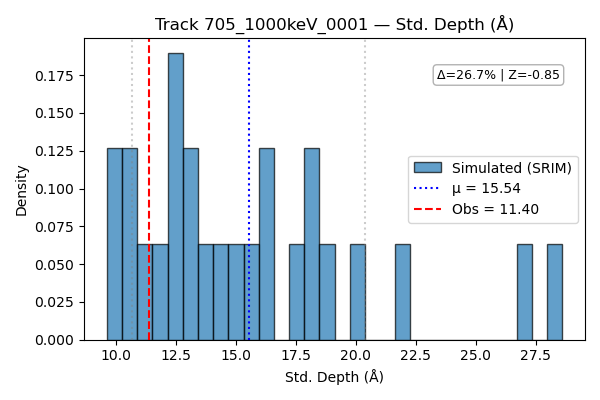 Track 705_1000keV_0001 — Std. Depth (Å)
Δ=26.7% | Z=-0.85
Simulated (SRIM)
μ = 15.54
Obs = 11.40
Density
0.175
0.150
0.125
0.100
0.075
0.050
0.025
0.000
10.0 12.5 15.0 17.5 20.0 22.5 25.0 27.5
Std. Depth (Å)